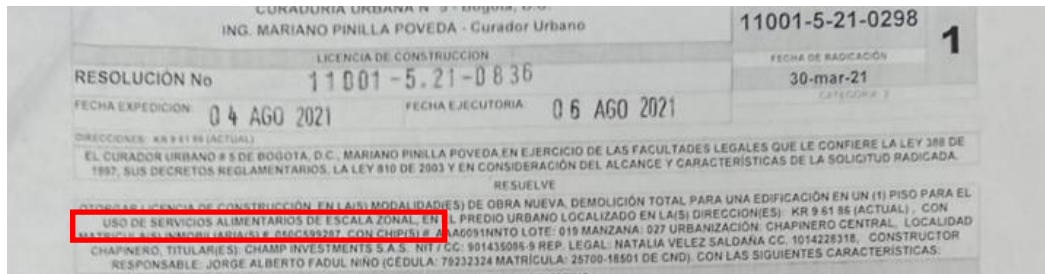 CURADURÍA URBANA N° 5 - Bogotá, D.C.
ING. MARIANO PINILLA POVEDA - Curador Urbano
11001-5-21-0298
1
LICENCIA DE CONSTRUCCION
FECHA DE RADICACIÓN
RESOLUCIÓN No 11001-5.21-0836
30-mar-21
CATEGORIA:
FECHA EXPEDICION: 04 AGO 2021 FECHA EJECUTORIA: 06 AGO 2021
DIRECCIONES: KR 9 61 86 (ACTUAL)
EL CURADOR URBANO # 5 DE BOGOTA, D.C., MARIANO PINILLA POVEDA,EN EJERCICIO DE LAS FACULTADES LEGALES QUE LE CONFIERE LA LEY 388 DE
1997, SUS DECRETOS REGLAMENTARIOS, LA LEY 810 DE 2003 Y EN CONSIDERACIÓN DEL ALCANCE Y CARACTERÍSTICAS DE LA SOLICITUD RADICADA.
RESUELVE
OTORGAR LICENCIA DE CONSTRUCCIÓN EN LA(S) MODALIDAD(ES) DE OBRA NUEVA, DEMOLICIÓN TOTAL PARA UNA EDIFICACIÓN EN UN (1) PISO PARA EL
USO DE SERVICIOS ALIMENTARIOS DE ESCALA ZONAL, EN EL PREDIO URBANO LOCALIZADO EN LA(S) DIRECCION(ES): KR 9 61 86 (ACTUAL) , CON
MATRICULA(S) INMOBILIARIA(S) # CON CHIP(S) # LOTE: 019 MANZANA: 027 URBANIZACIÓN: CHAPINERO CENTRAL, LOCALIDAD
CHAPINERO, TITULAR(ES): CHAMP INVESTMENTS S.A.S. NIT / CC: 901435086-9 REP. LEGAL: NATALIA VELEZ SALDAÑA CC. 1014228318, CONSTRUCTOR
RESPONSABLE: JORGE ALBERTO FADUL NIÑO (CÉDULA: 79232324 MATRÍCULA: 25700-18501 DE CND). CON LAS SIGUIENTES CARACTERÍSTICAS: